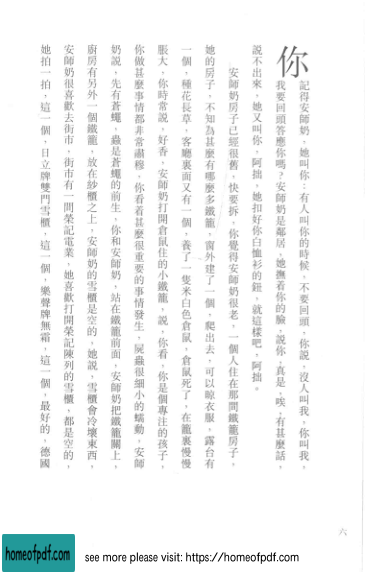 你記得安師奶，她叫你：有人叫你的時候，不要回頭，你說，沒人叫我，你叫我，
我要回頭答應你嗎？安師奶是鄰居，她撫着你的臉，說你，真是，唉，有甚麼話，
說不出來，她又叫你，阿拙，她扣好你白恤衫的鈕，就這樣吧，阿拙。
安師奶房子已經很舊，快要拆，你覺得安師奶很老，一個人住在那間鐵籠房子，
她的房子，不知為甚麼有哪麼多鐵籠，窗外建了一個，爬出去，可以晾衣服，露台有
一個，種花長草，客廳裏面又有一個，養了一隻米白色倉鼠，倉鼠死了，在籠裏慢慢
脹大，你時常說，好香，安師奶打開倉鼠住的小鐵籠，說，你看，你是個專注的孩子，
你做甚麼事情都非常肅穆，你看着甚麼很重要的事情發生，屍蟲很細小的蠕動，安師
奶說，先有蒼蠅，蟲是蒼蠅的前生，你和安師奶，站在鐵籠前面，安師奶把鐵籠關上，
廚房有另外一個鐵籠，放在紗櫃之上，安師奶的雪櫃是空的，她說，雪櫃會冷壞東西，
安師奶很喜歡去街市，街市有一間榮記電業，她喜歡打開榮記陳列的雪櫃，都是空的，
她拍一拍，這一個，日立牌雙門雪櫃，這一個，樂聲牌無霜，這一個，最好的，德國
六
homeofpdf.com
see more please visit: https://homeofpdf.com